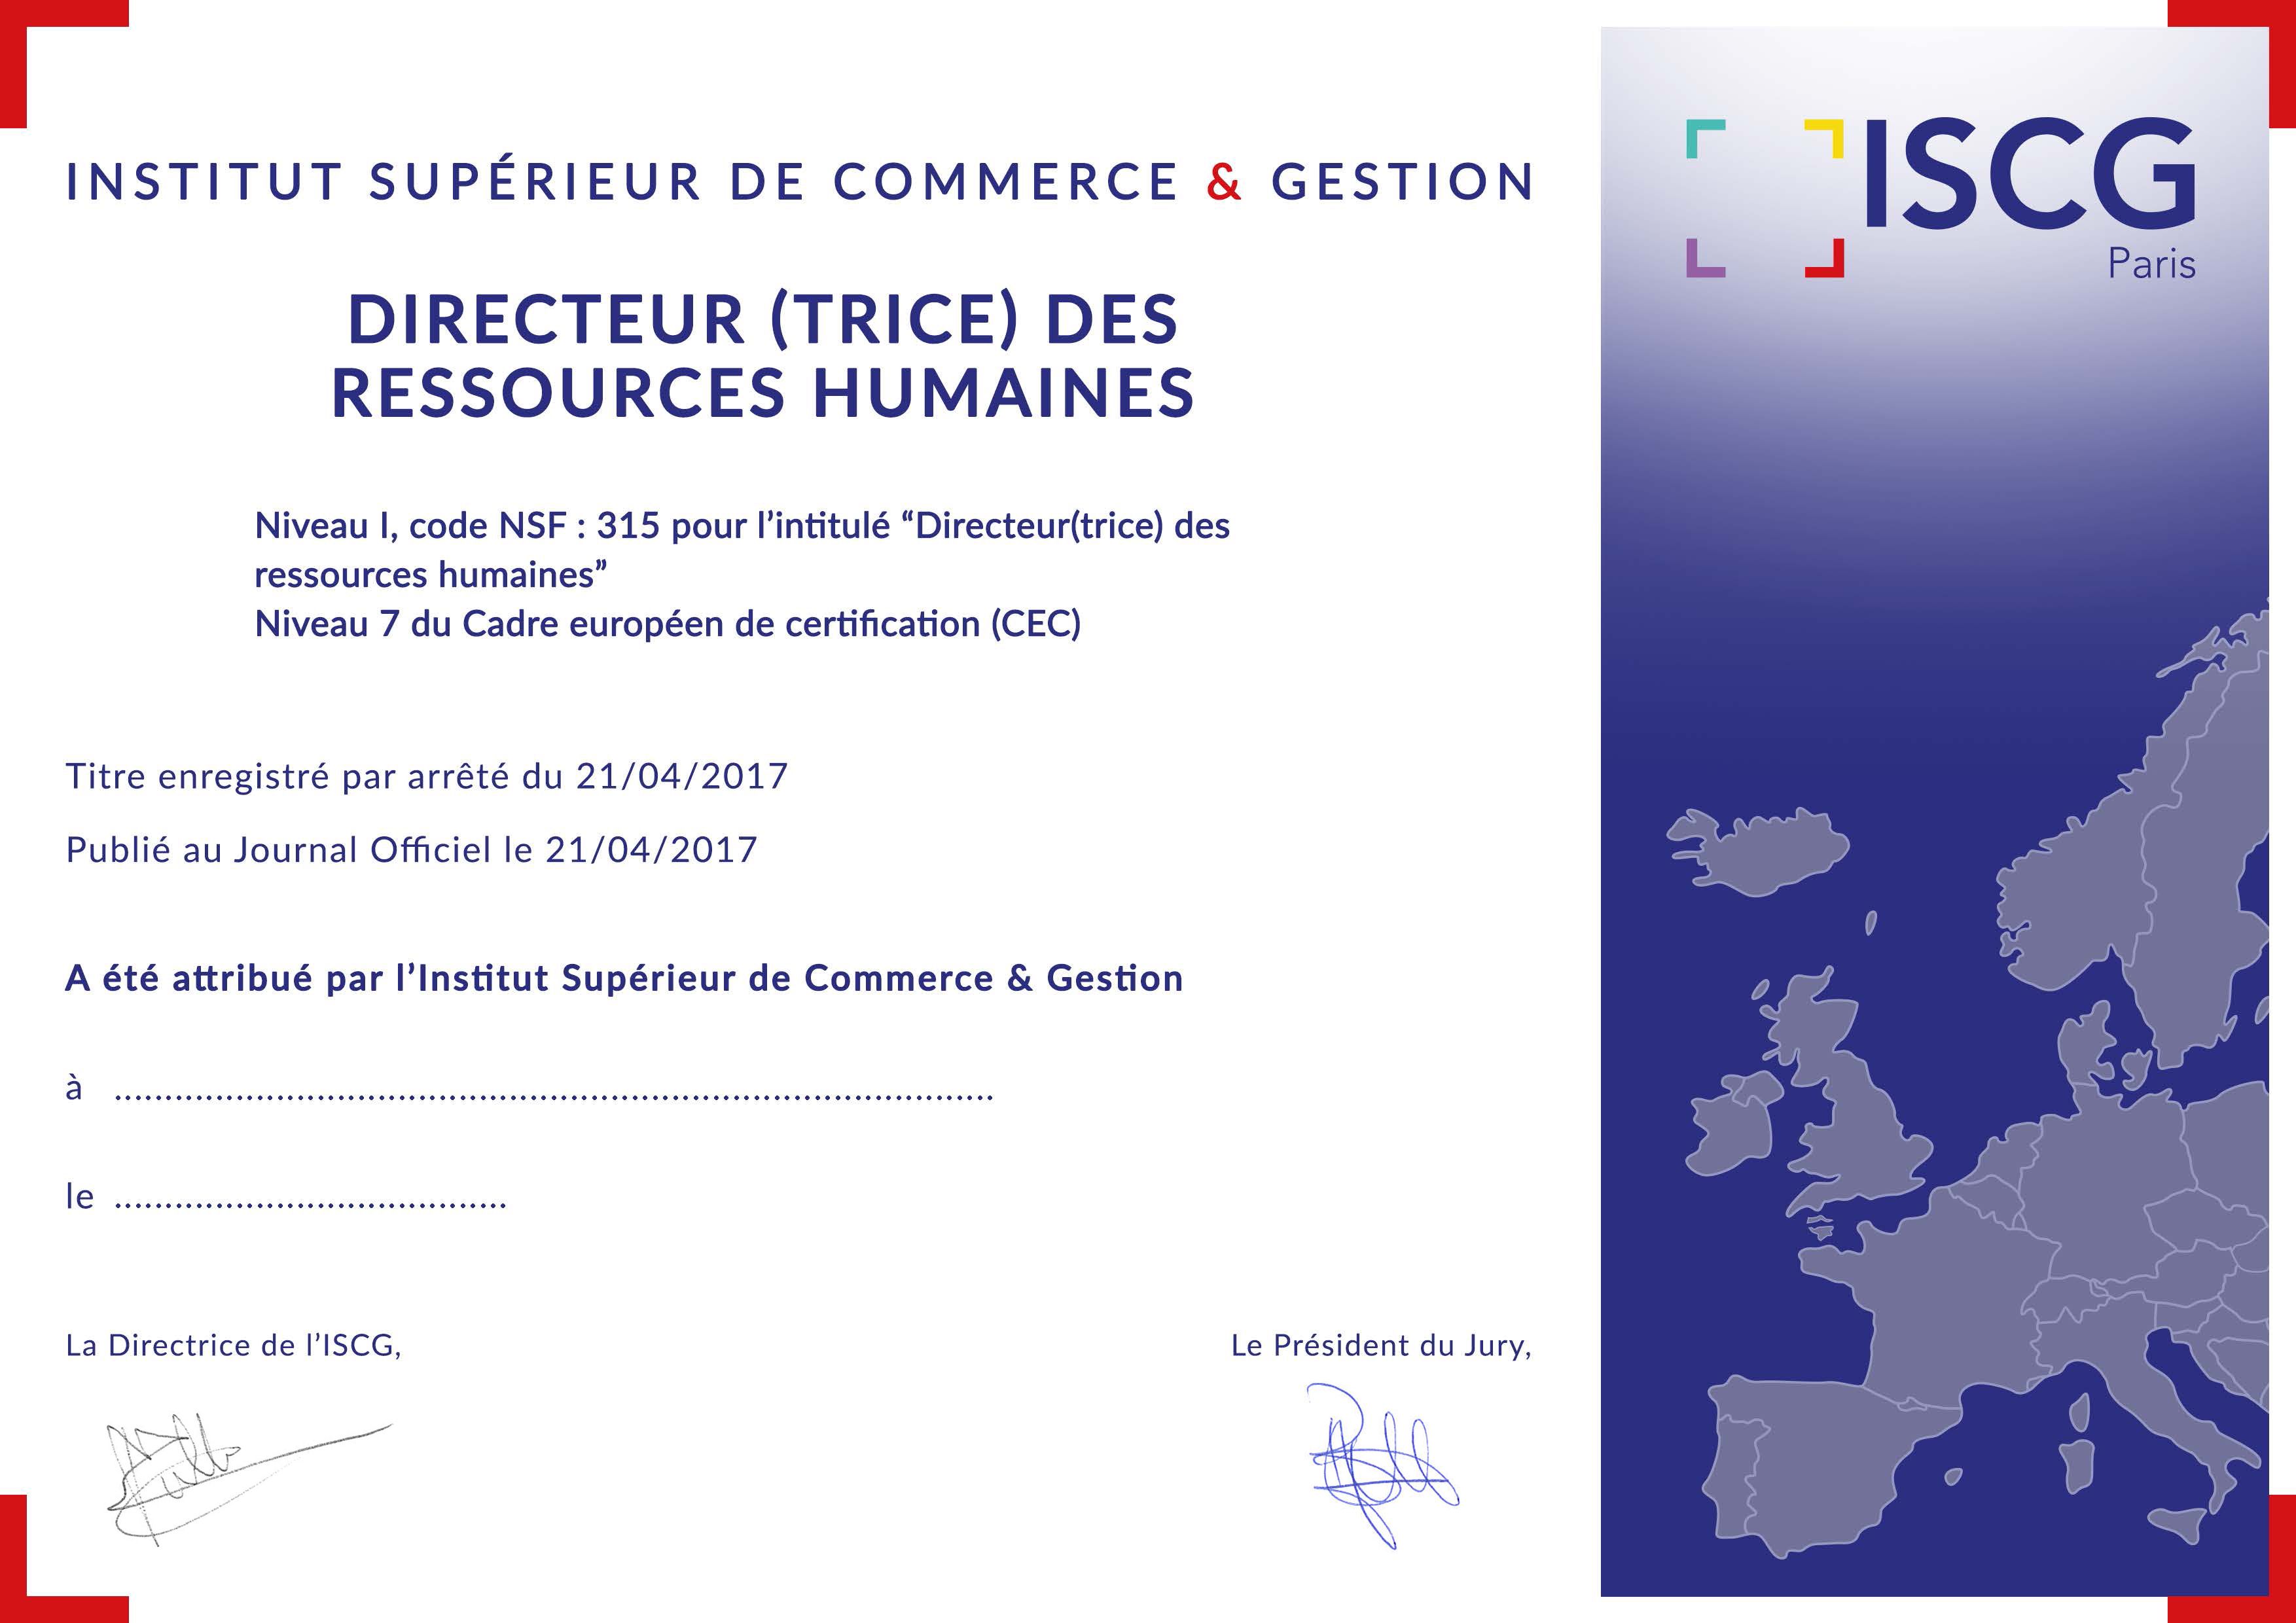 INSTITUT SUPÉRIEUR DE COMMERCE & GESTION
ISCG
Paris
DIRECTEUR (TRICE) DES
RESSOURCES HUMAINES
Niveau I, code NSF : 315 pour l’intitulé “Directeur(trice) des
ressources humaines”
Niveau 7 du Cadre européen de certification (CEC)
Titre enregistré par arrêté du 21/04/2017
Publié au Journal Officiel le 21/04/2017
A été attribué par l’Institut Supérieur de Commerce & Gestion
à .......................................................................................
le .......................................
La Directrice de l’ISCG,
Le Président du Jury,